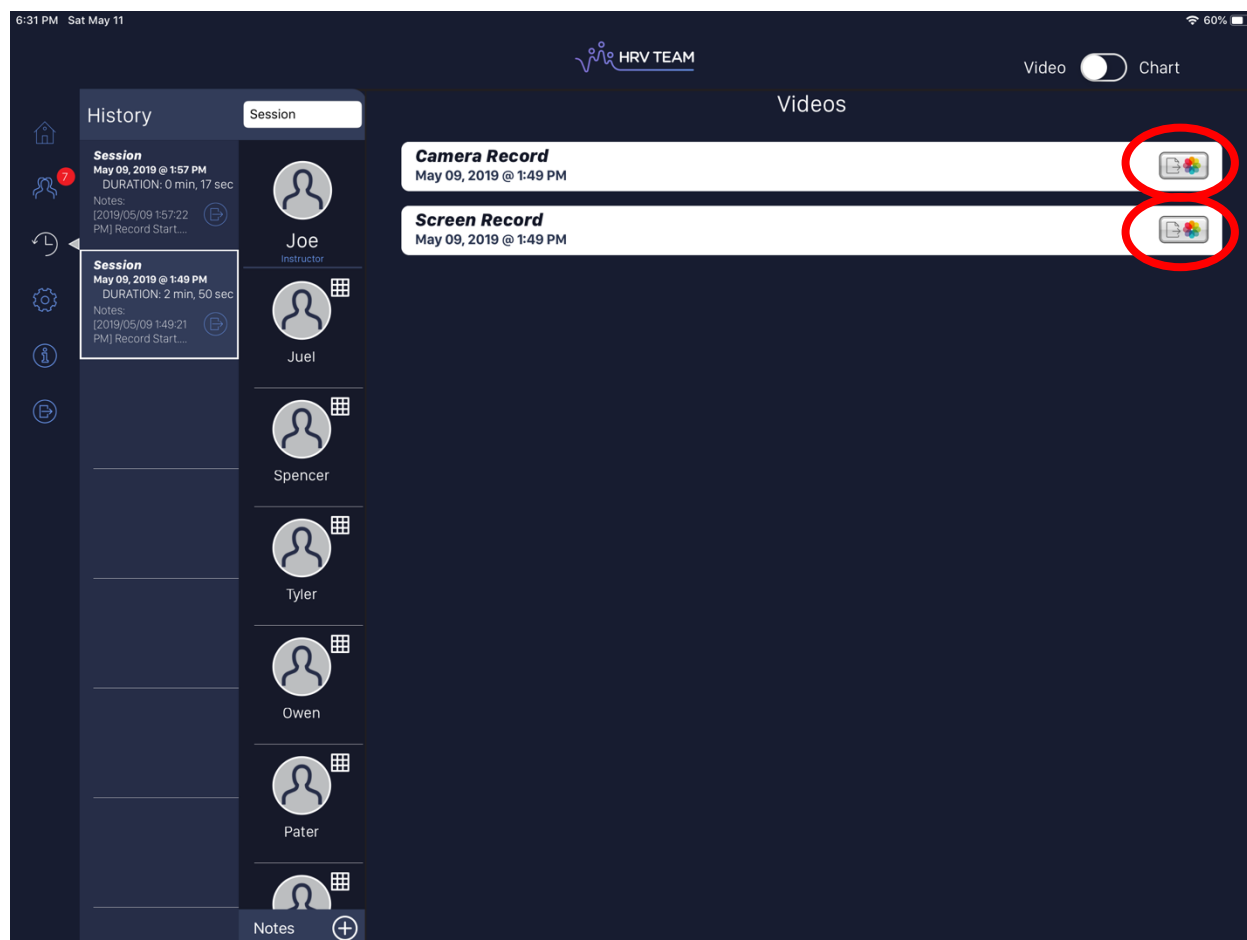 6:31 PM Sat May 11
60%
HRV TEAM
Video Chart
History
Session
Videos
7
Session
May 09, 2019 @ 1:57 PM
DURATION: 0 min, 17 sec
Notes:
[2019/05/09 1:57:22
PM] Record Start....
Session
May 09, 2019 @ 1:49 PM
DURATION: 2 min, 50 sec
Notes:
[2019/05/09 1:49:21
PM] Record Start....
Joe
Instructor
Juel
Spencer
Tyler
Owen
Pater
Notes
Camera Record
May 09, 2019 @ 1:49 PM
Screen Record
May 09, 2019 @ 1:49 PM